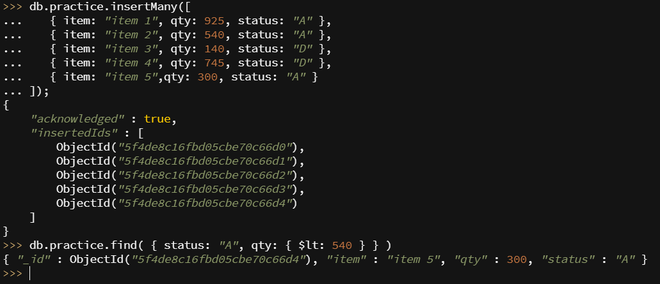 >>> db.practice.insertMany([
...    { item: "item 1", qty: 925, status: "A" },
...    { item: "item 2", qty: 540, status: "A" },
...    { item: "item 3", qty: 140, status: "D" },
...    { item: "item 4", qty: 745, status: "D" },
...    { item: "item 5",qty: 300, status: "A" }
... ]);
{
    "acknowledged" : true,
    "insertedIds" : [
        ObjectId("5f4de8c16fbd05cbe70c66d0"),
        ObjectId("5f4de8c16fbd05cbe70c66d1"),
        ObjectId("5f4de8c16fbd05cbe70c66d2"),
        ObjectId("5f4de8c16fbd05cbe70c66d3"),
        ObjectId("5f4de8c16fbd05cbe70c66d4")
    ]
}
>>> db.practice.find( { status: "A", qty: { $lt: 540 } } )
{ "_id" : ObjectId("5f4de8c16fbd05cbe70c66d4"), "item" : "item 5", "qty" : 300, "status" : "A" }
>>>